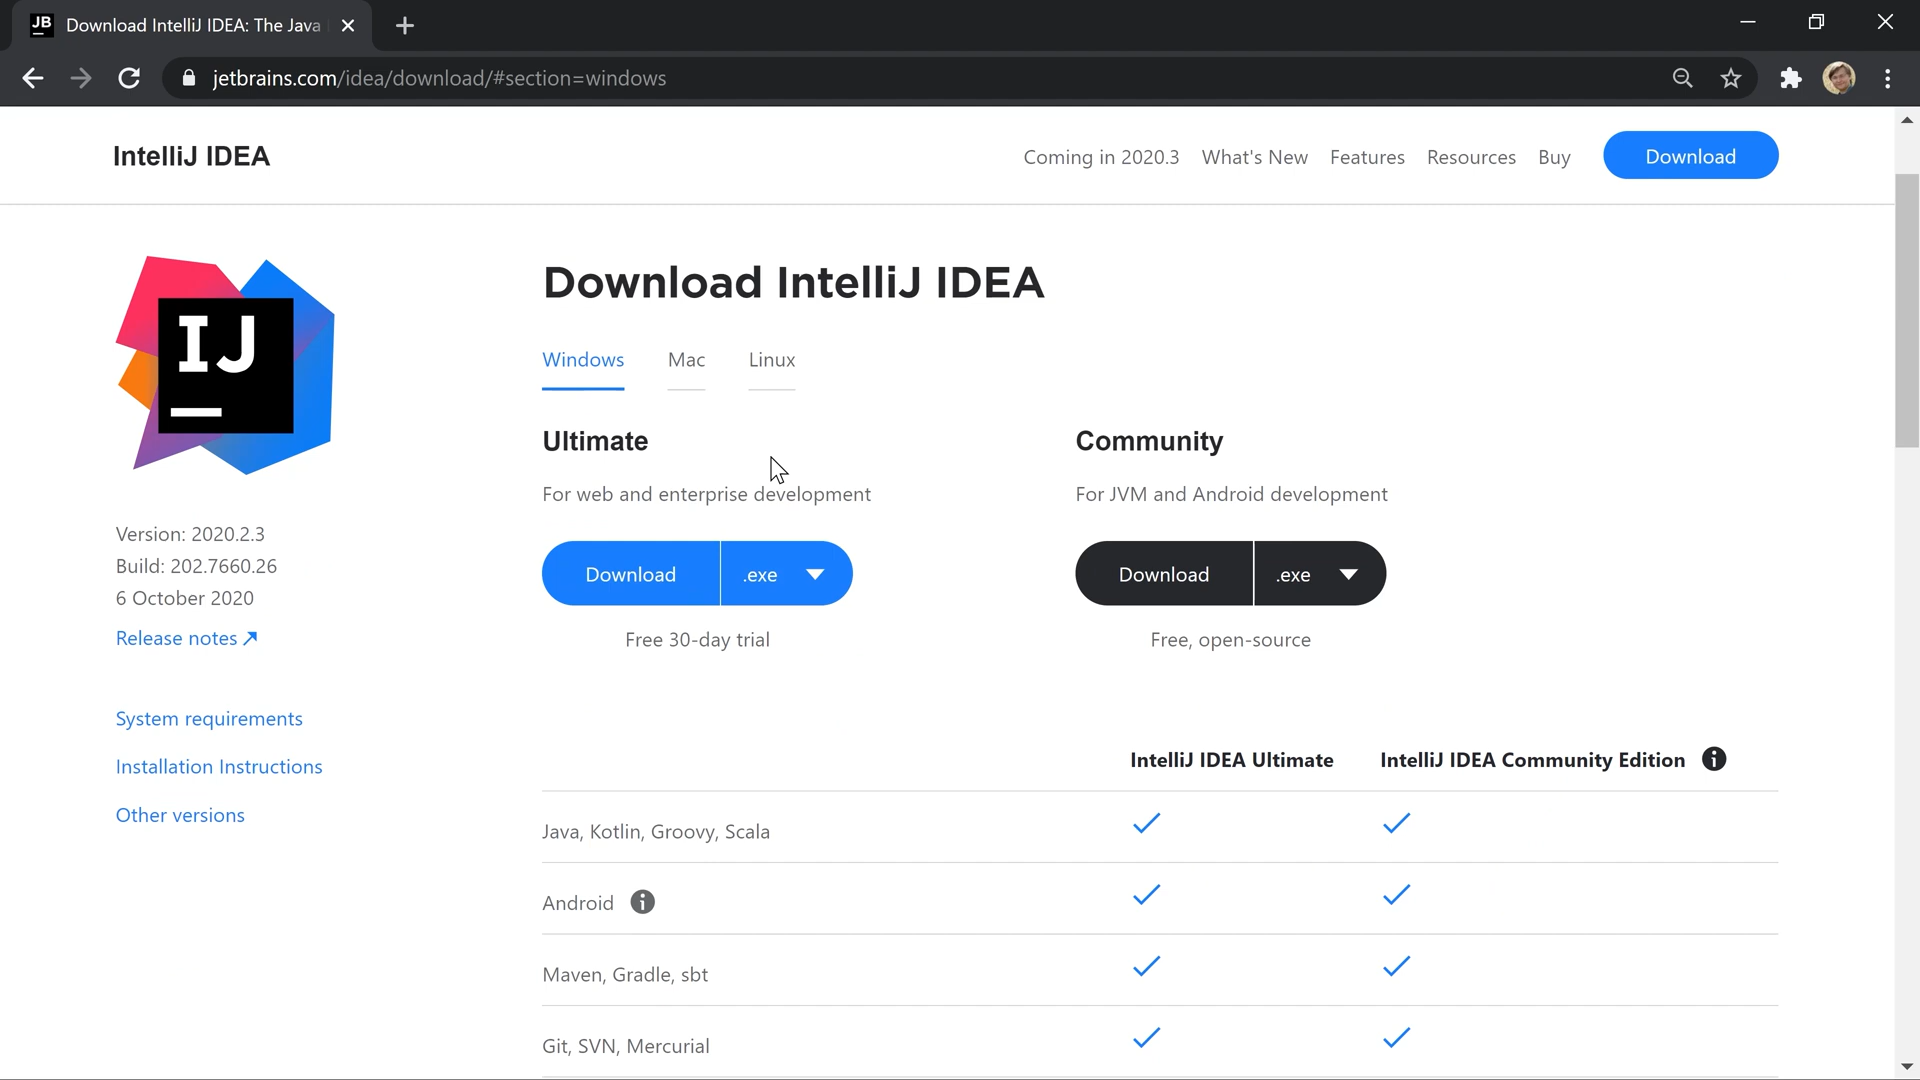 JB Download IntelliJ IDEA: The Java
jetbrains.com/idea/download/#section=windows
IntelliJ IDEA
Coming in 2020.3 What's New Features Resources Buy Download
IJ
Download IntelliJ IDEA
Windows Mac Linux
Ultimate
For web and enterprise development
Download .exe
Free 30-day trial
Community
For JVM and Android development
Download .exe
Free, open-source
Version: 2020.2.3
Build: 202.7660.26
6 October 2020
Release notes
System requirements
Installation Instructions
Other versions
IntelliJ IDEA Ultimate IntelliJ IDEA Community Edition
Java, Kotlin, Groovy, Scala
Android
Maven, Gradle, sbt
Git, SVN, Mercurial